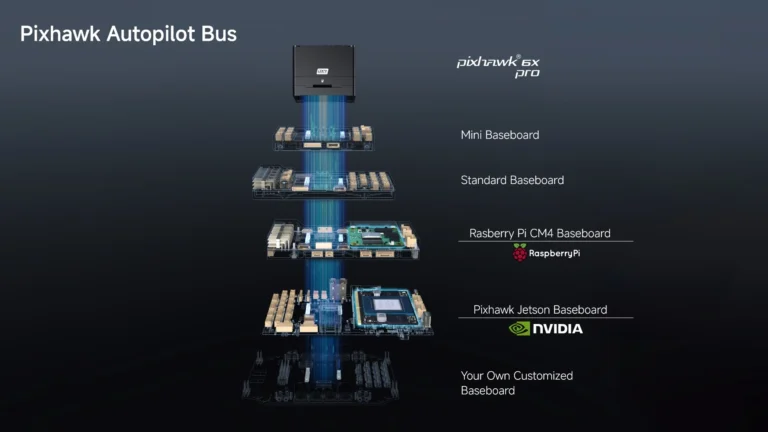 Pixhawk Autopilot Bus
pixhawk® 6X
pro
Mini Baseboard
Standard Baseboard
Rasberry Pi CM4 Baseboard
RaspberryPi
Pixhawk Jetson Baseboard
NVIDIA
Your Own Customized
Baseboard